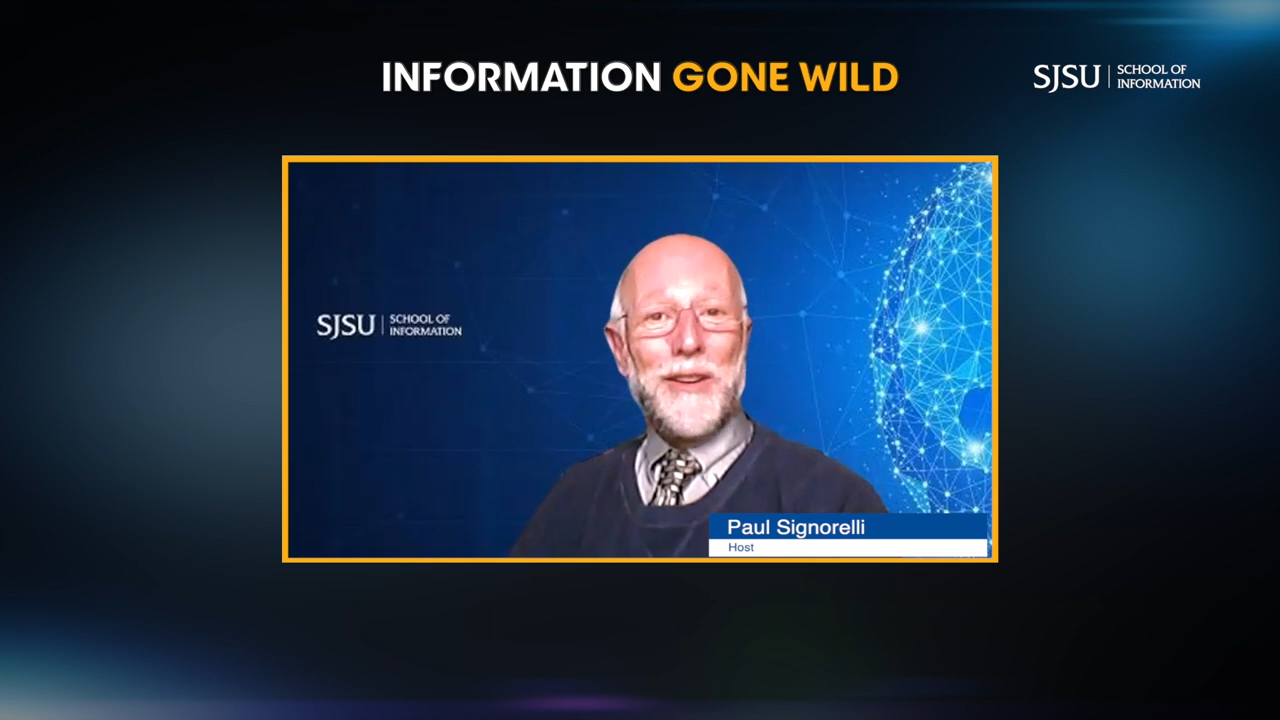 INFORMATION GONE WILD
SJSU | SCHOOL OF
INFORMATION
SJSU | SCHOOL OF
INFORMATION
Paul Signorelli
Host